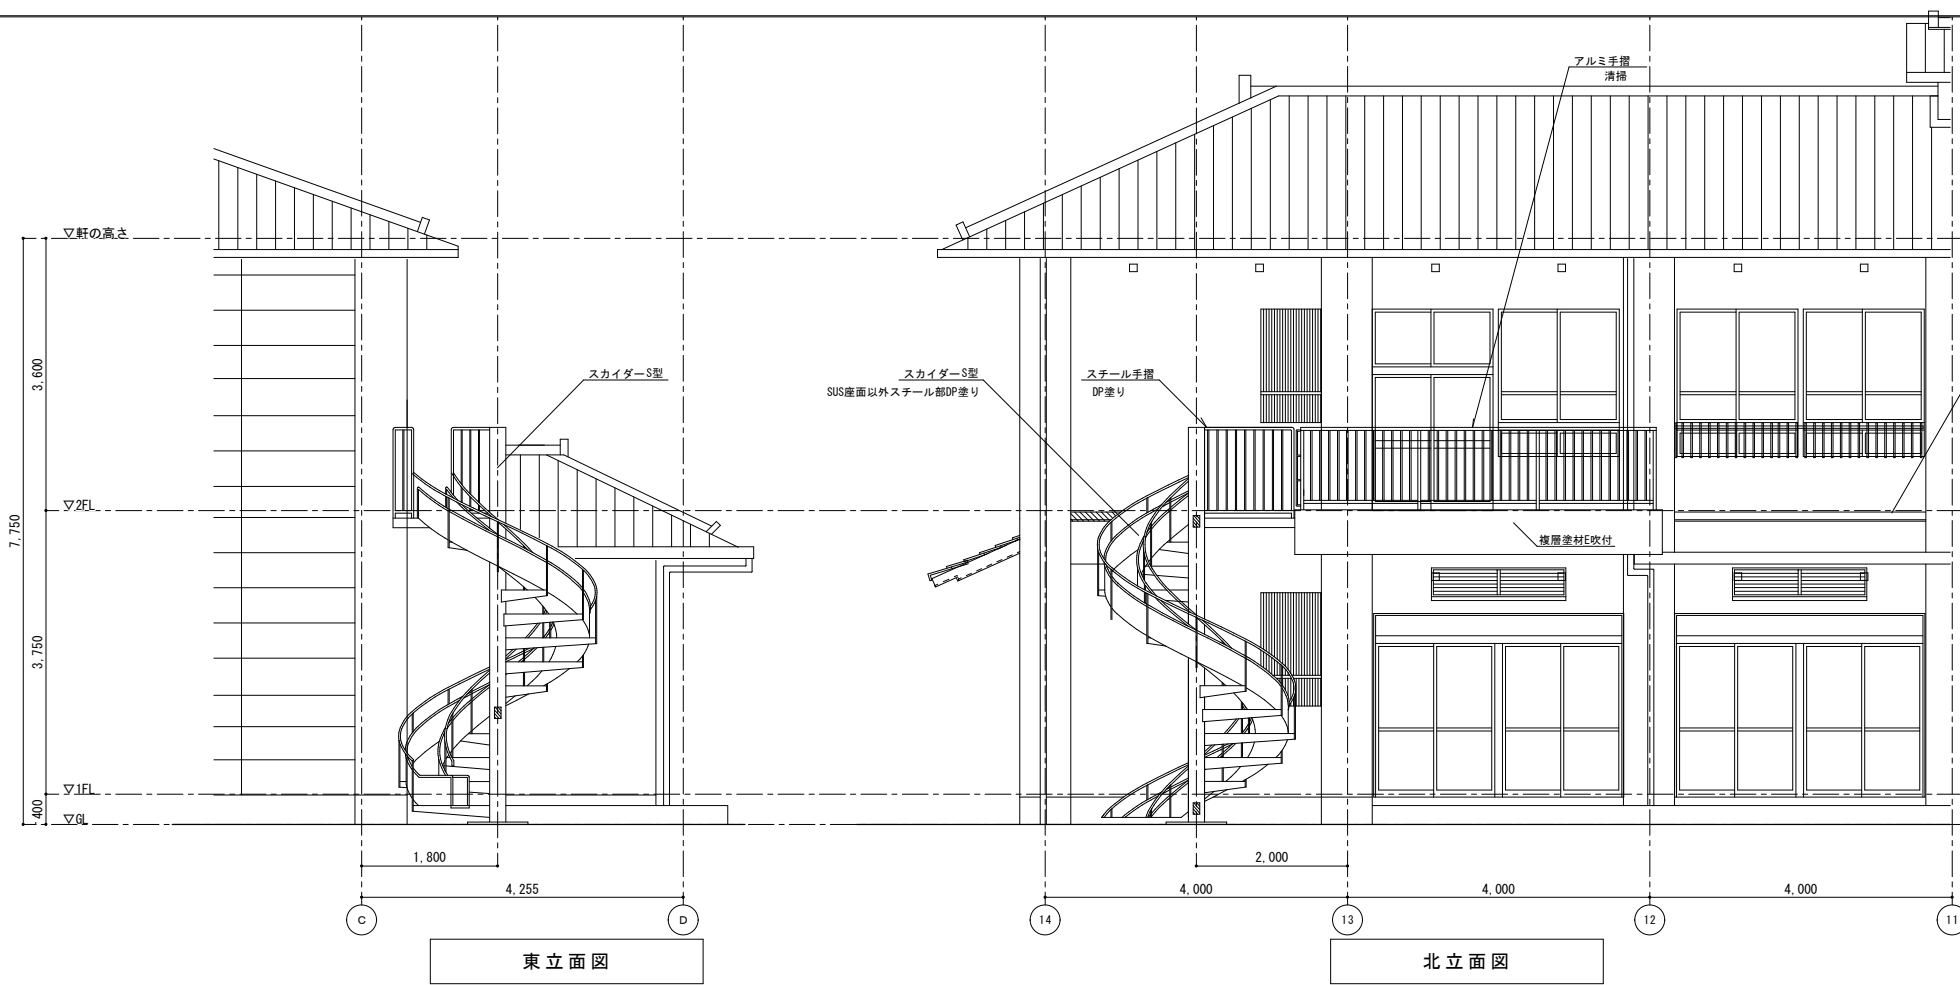 アルミ手摺
清掃
▽軒の高さ
3,600
スカイダーS型
スカイダーS型
SUS座面以外スチール部DP塗り
スチール手摺
DP塗り
▽2FL
7,750
複層塗材E吹付
3,750
▽1FL
400
▽GL
1,800
2,000
4,255
4,000
4,000
4,000
C
D
14
13
12
11
東立面図
北立面図